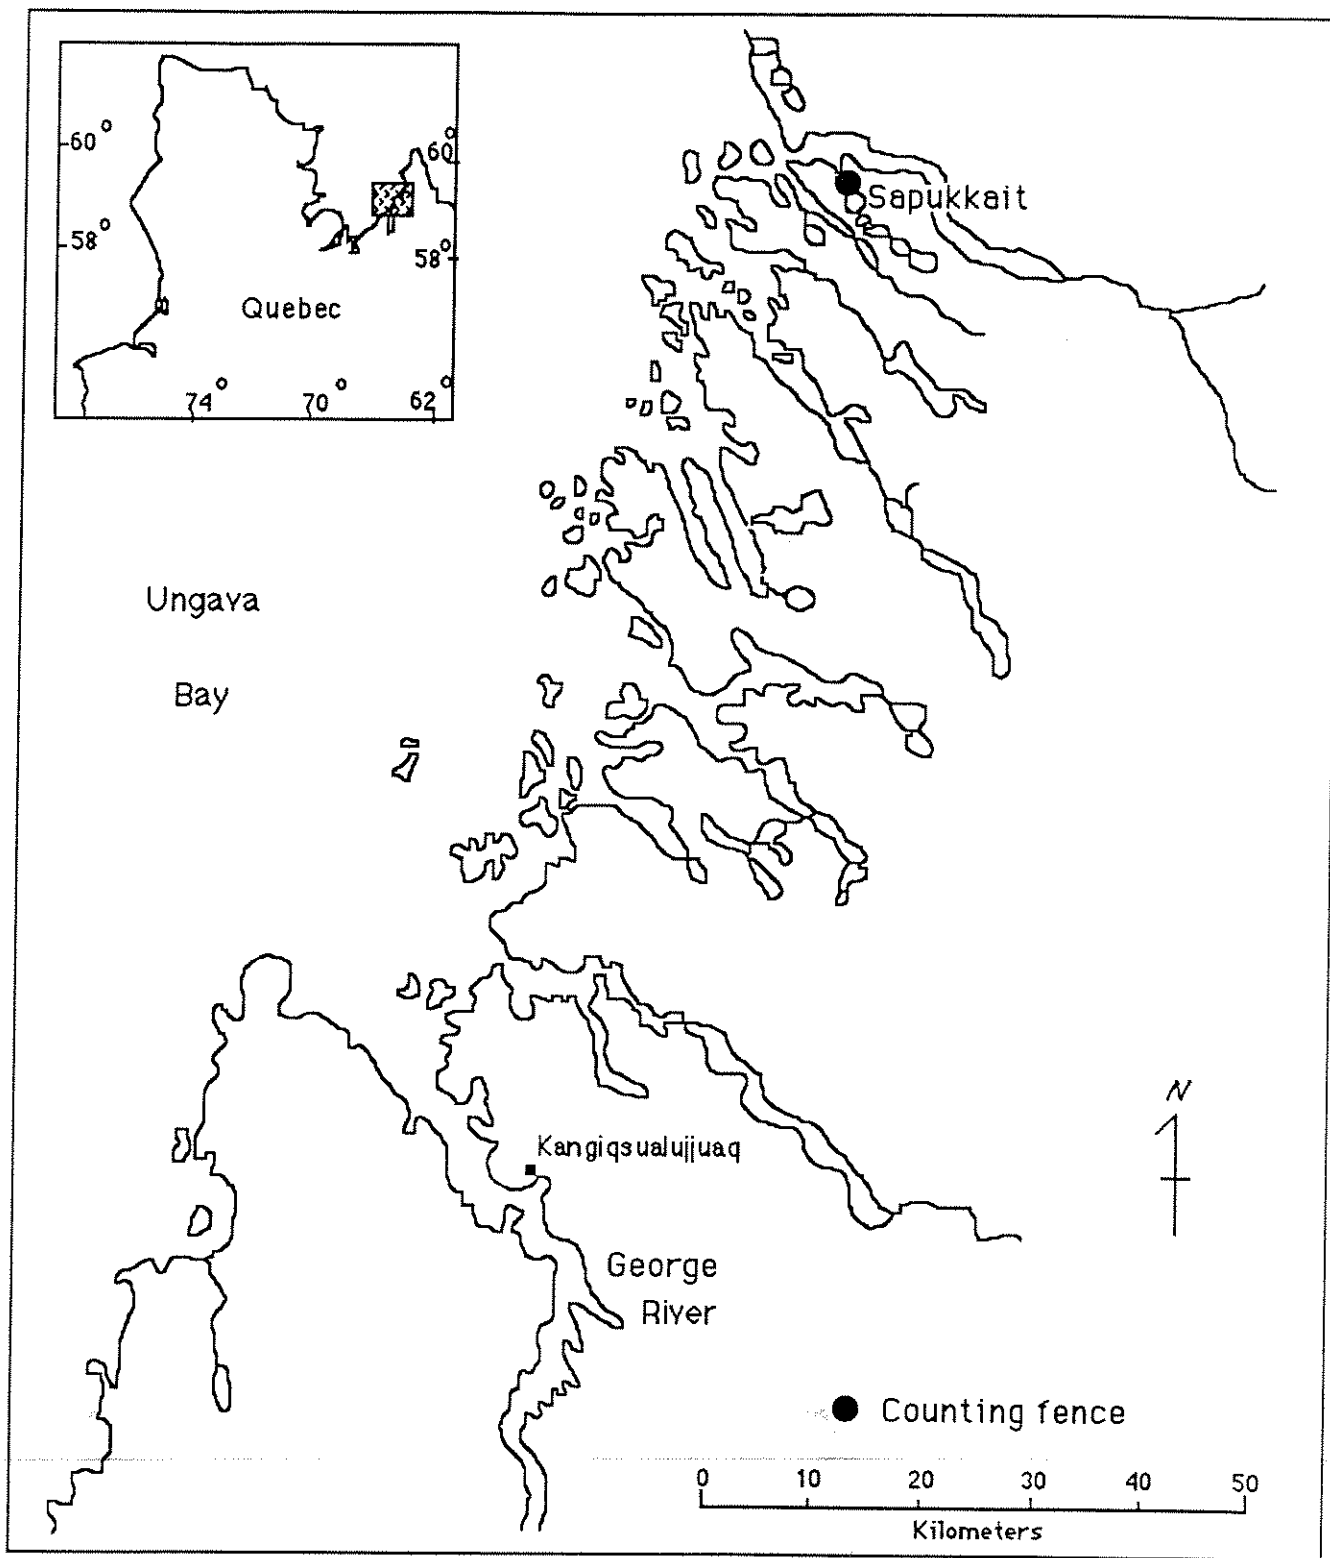 60°
60°
Sapukkait
58°
58°
Quebec
74°
70°
62°
Ungava
Bay
N
Kangiqsualujjuaq
George
River
Counting fence
0 10 20 30 40 50
Kilometers